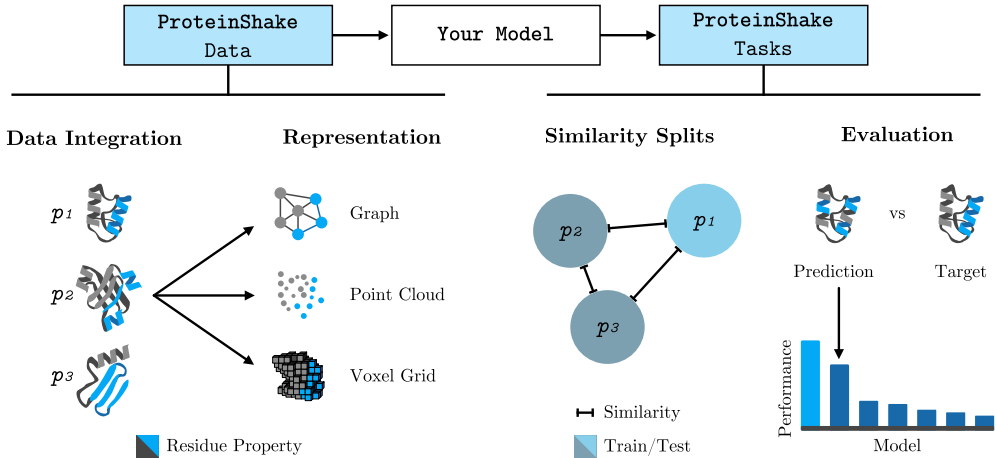 ProteinShake
Data
Your Model
ProteinShake
Tasks
Data Integration
Representation
Similarity Splits
Evaluation
p1
p2
p3
Graph
Point Cloud
Voxel Grid
Residue Property
p2
p1
p3
Similarity
Train/Test
vs
Prediction
Target
Performance
Model